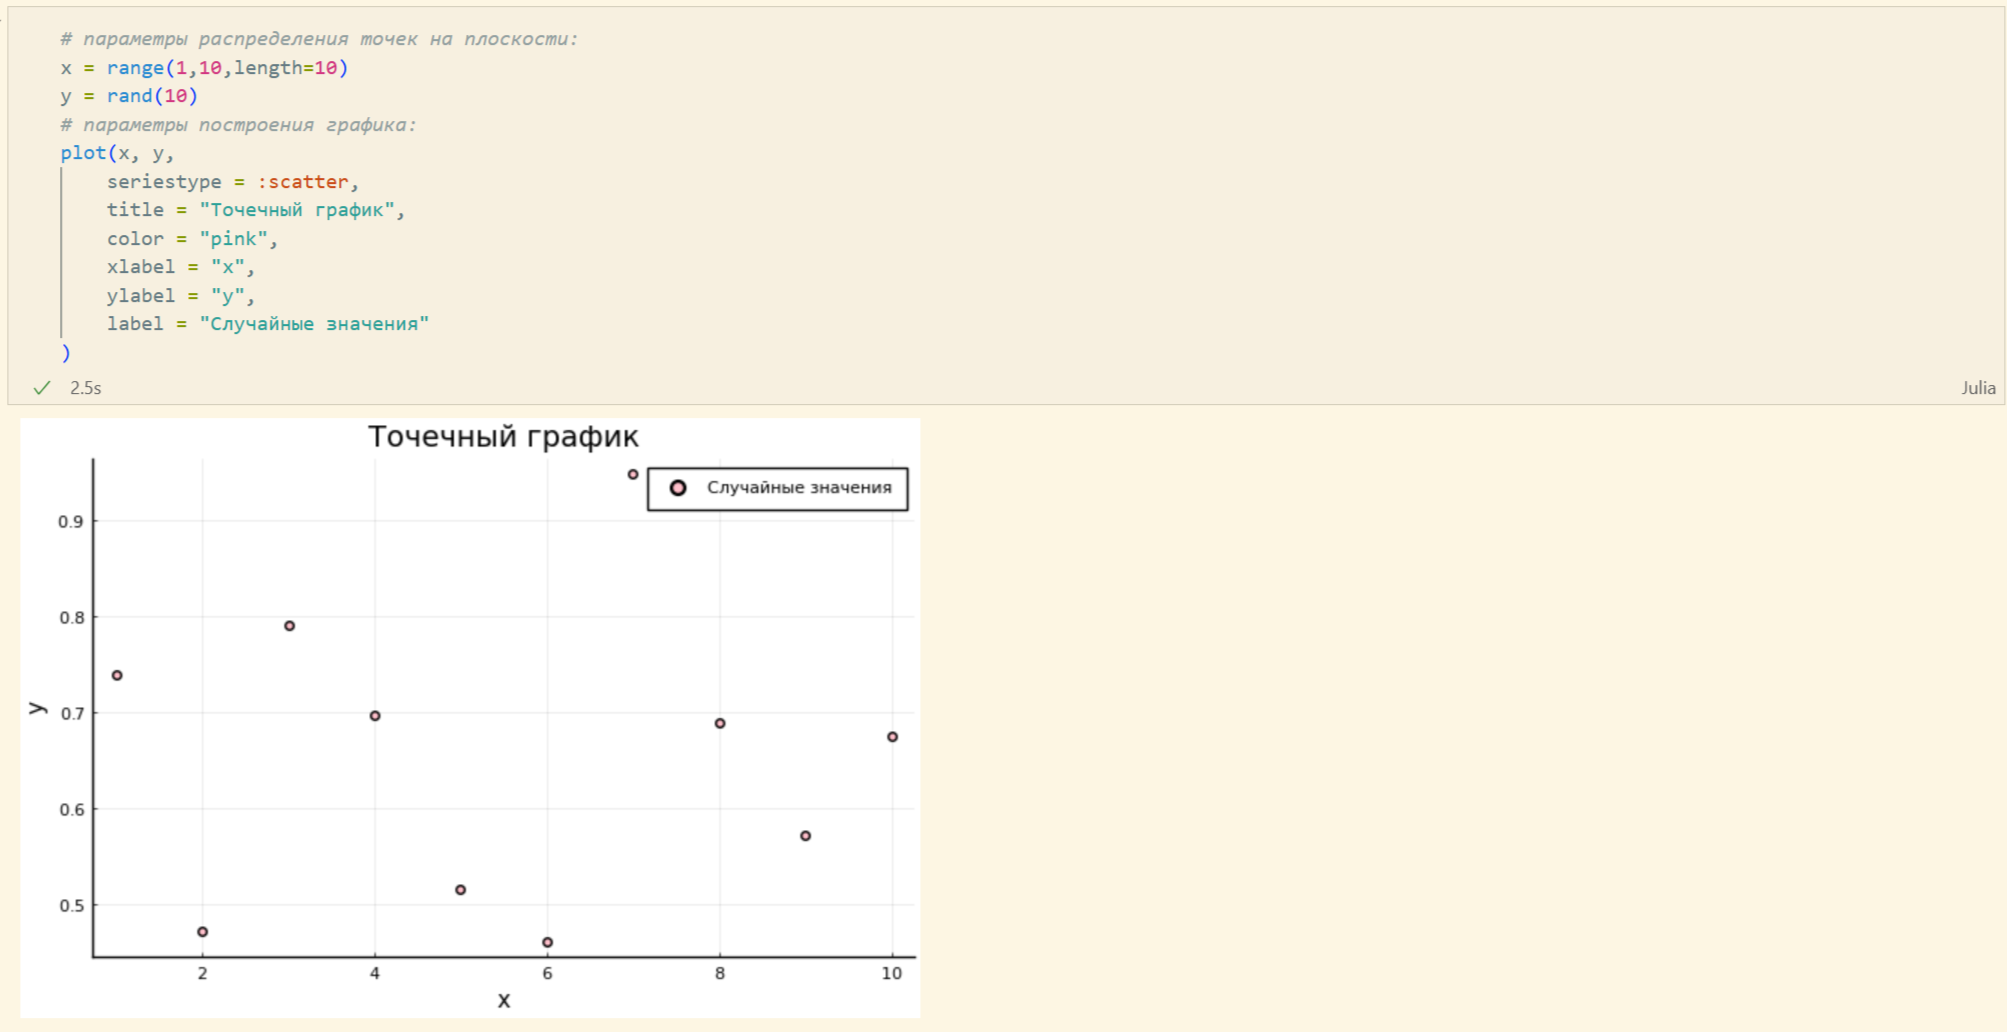 # параметры распределения точек на плоскости:
x = range(1,10,length=10)
y = rand(10)
# параметры построения графика:
plot(x, y,
    seriestype = :scatter,
    title = "Точечный график",
    color = "pink",
    xlabel = "x",
    ylabel = "y",
    label = "Случайные значения"
)
2.5s
Julia
Точечный график
Случайные значения
0.9
0.8
0.7
0.6
0.5
y
2 4 6 8 10
x